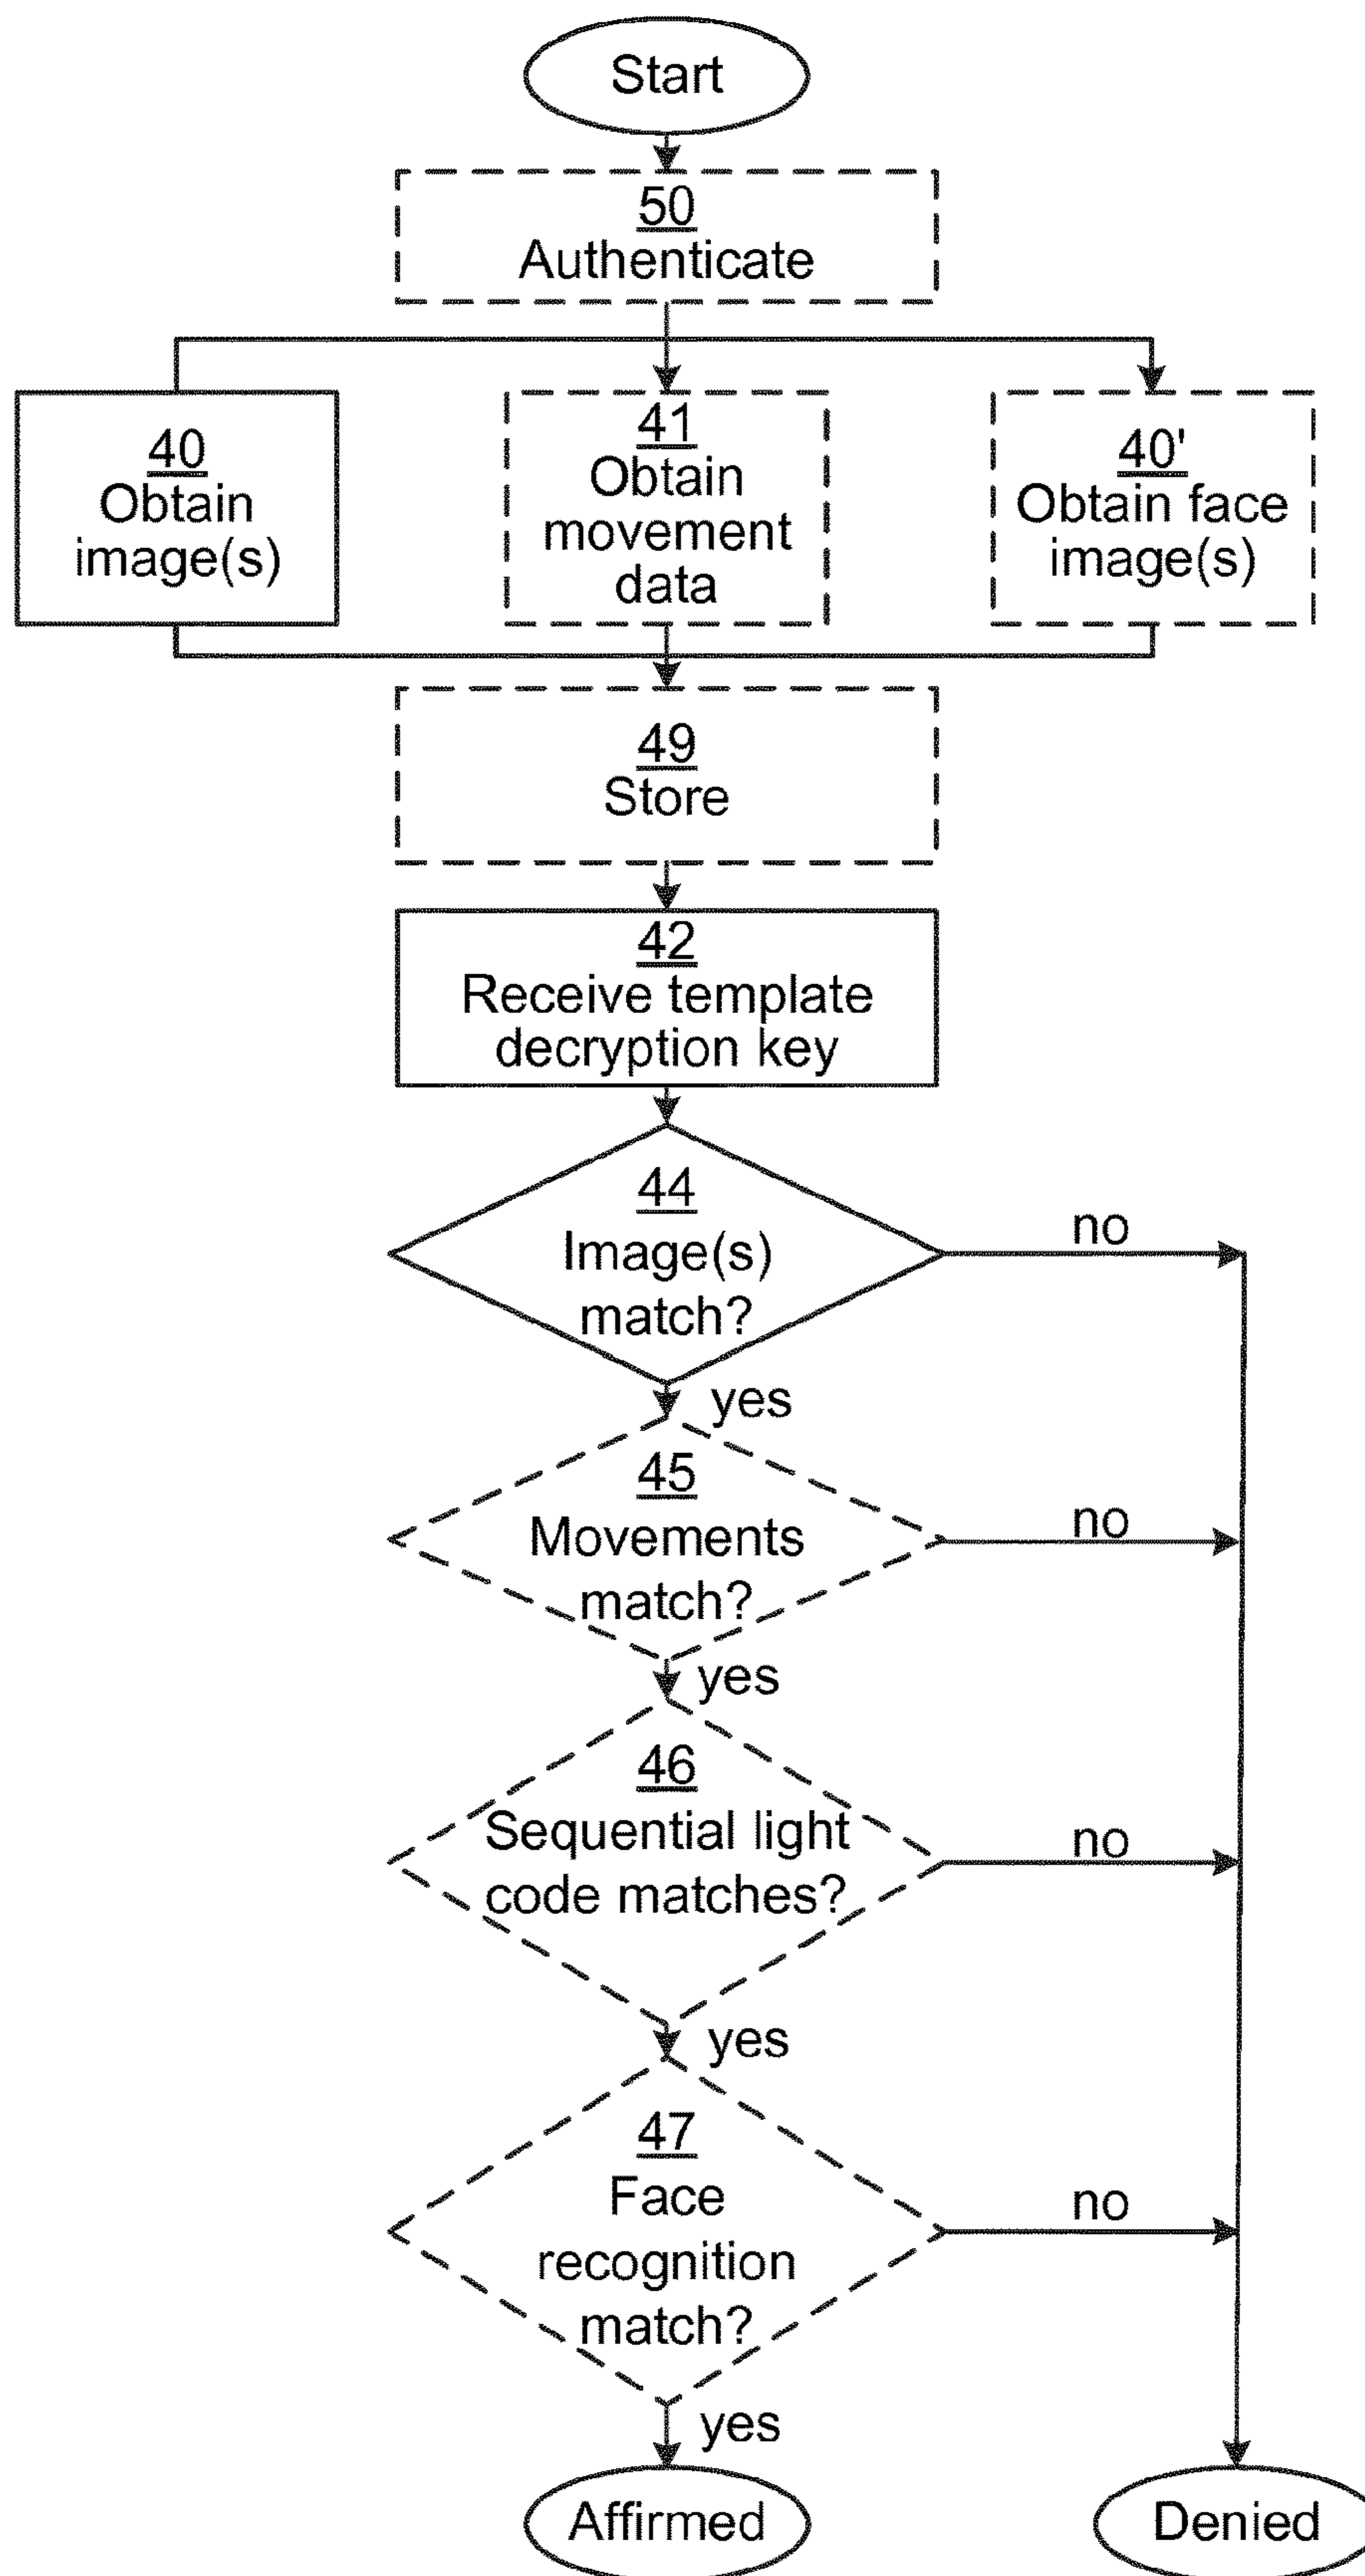 Start
50
Authenticate
40
Obtain
image(s)
41
Obtain
movement
data
40'
Obtain face
image(s)
49
Store
42
Receive template
decryption key
44
Image(s)
match?
no
yes
45
Movements
match?
no
yes
46
Sequential light
code matches?
no
yes
47
Face
recognition
match?
no
yes
Affirmed
Denied